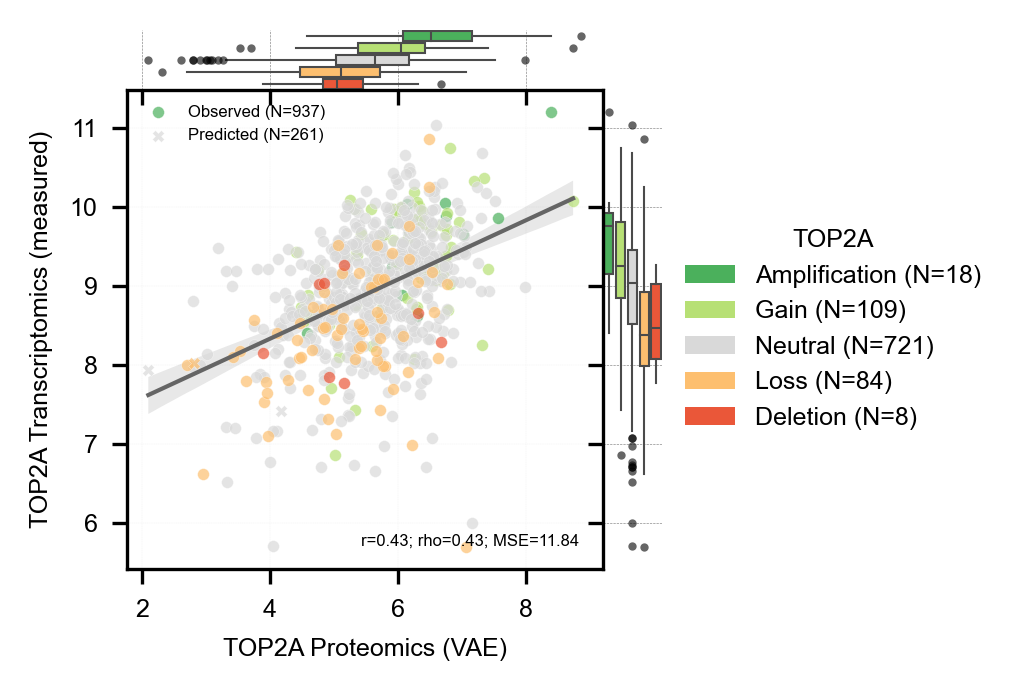 Observed (N=937)
Predicted (N=261)
11
10
9
8
7
6
TOP2A Transcriptomics (measured)
r=0.43; rho=0.43; MSE=11.84
2 4 6 8
TOP2A Proteomics (VAE)
TOP2A
Amplification (N=18)
Gain (N=109)
Neutral (N=721)
Loss (N=84)
Deletion (N=8)